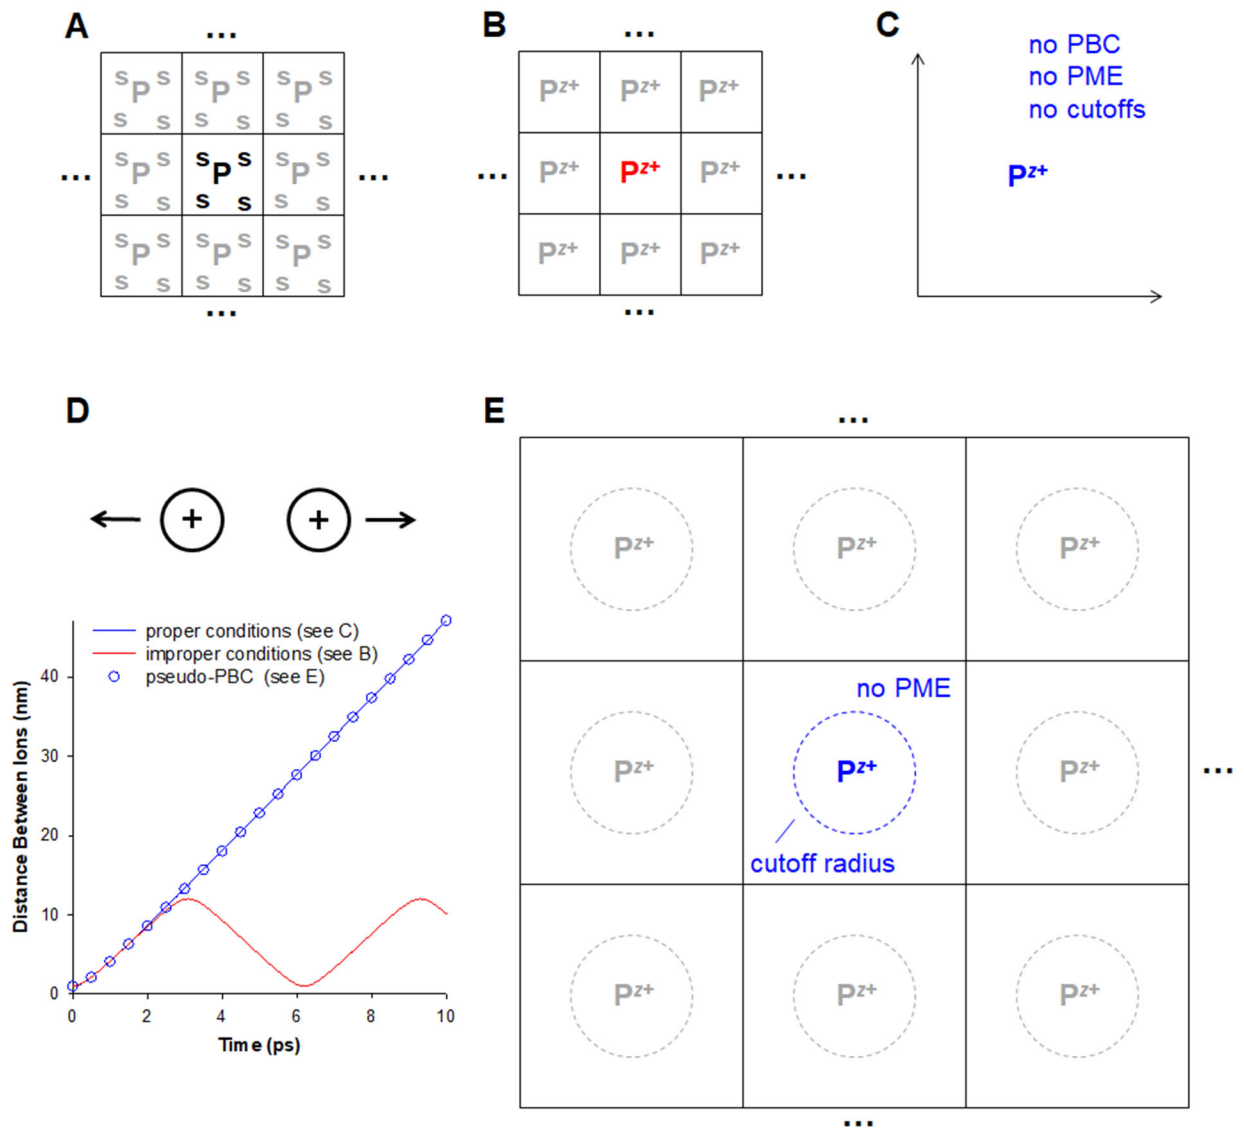 A
...
s P s s P s s P s
s s s s s s
... s P s s P s s P s ...
s s s s s s
s P s s P s s P s
s s s s s s
...
B
...
Pz+ Pz+ Pz+
... Pz+ Pz+ Pz+ ...
Pz+ Pz+ Pz+
...
C
no PBC
no PME
no cutoffs
Pz+
D
+ +
proper conditions (see C)
improper conditions (see B)
pseudo-PBC (see E)
Distance Between Ions (nm)
40
30
20
10
0
0 2 4 6 8 10
Time (ps)
E
...
Pz+ Pz+ Pz+
no PME
Pz+ Pz+ Pz+ ...
cutoff radius
Pz+ Pz+ Pz+
...